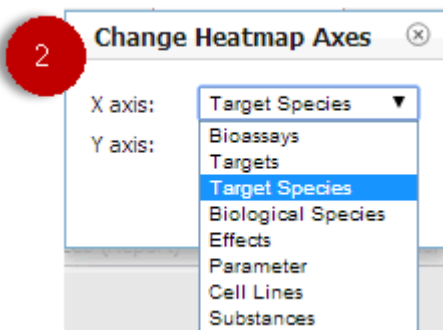 2
Change Heatmap Axes
X axis: Target Species
Y axis:
Bioassays
Targets
Target Species
Biological Species
Effects
Parameter
Cell Lines
Substances